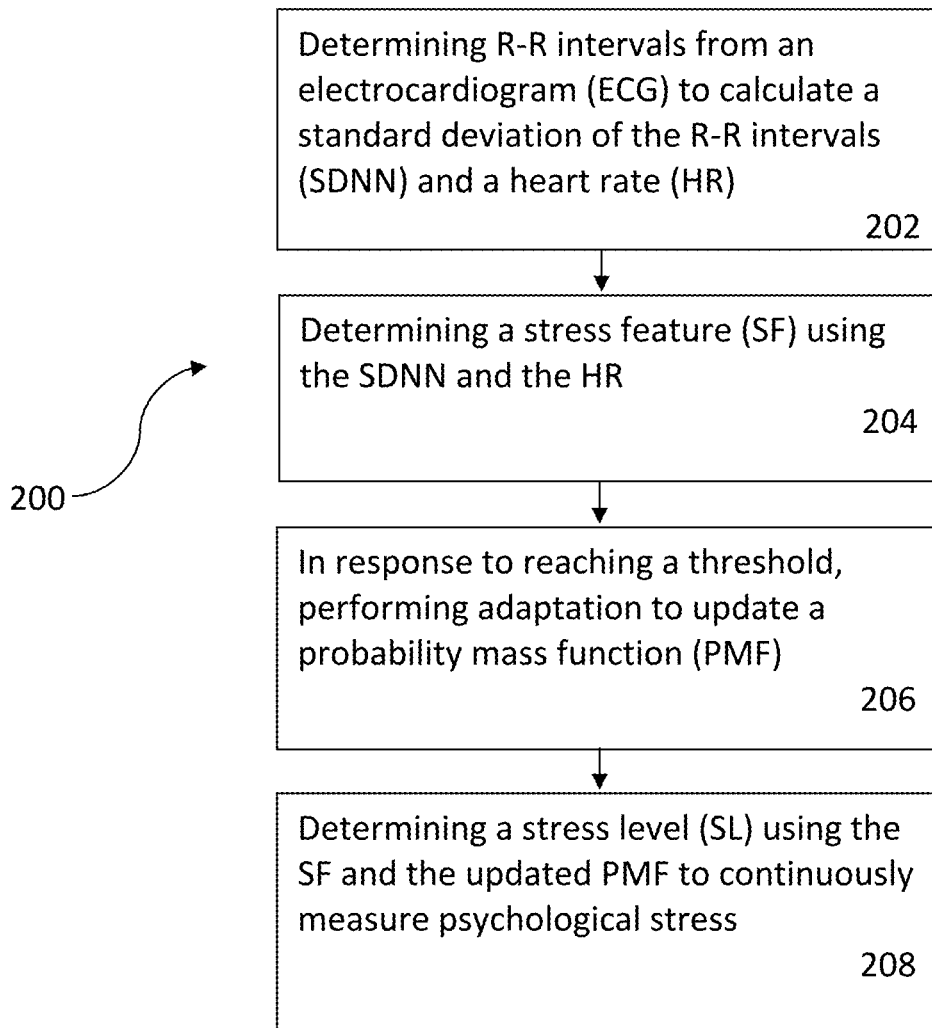 Determining R-R intervals from an
electrocardiogram (ECG) to calculate a
standard deviation of the R-R intervals
(SDNN) and a heart rate (HR)
202
Determining a stress feature (SF) using
the SDNN and the HR
204
200
In response to reaching a threshold,
performing adaptation to update a
probability mass function (PMF)
206
Determining a stress level (SL) using the
SF and the updated PMF to continuously
measure psychological stress
208